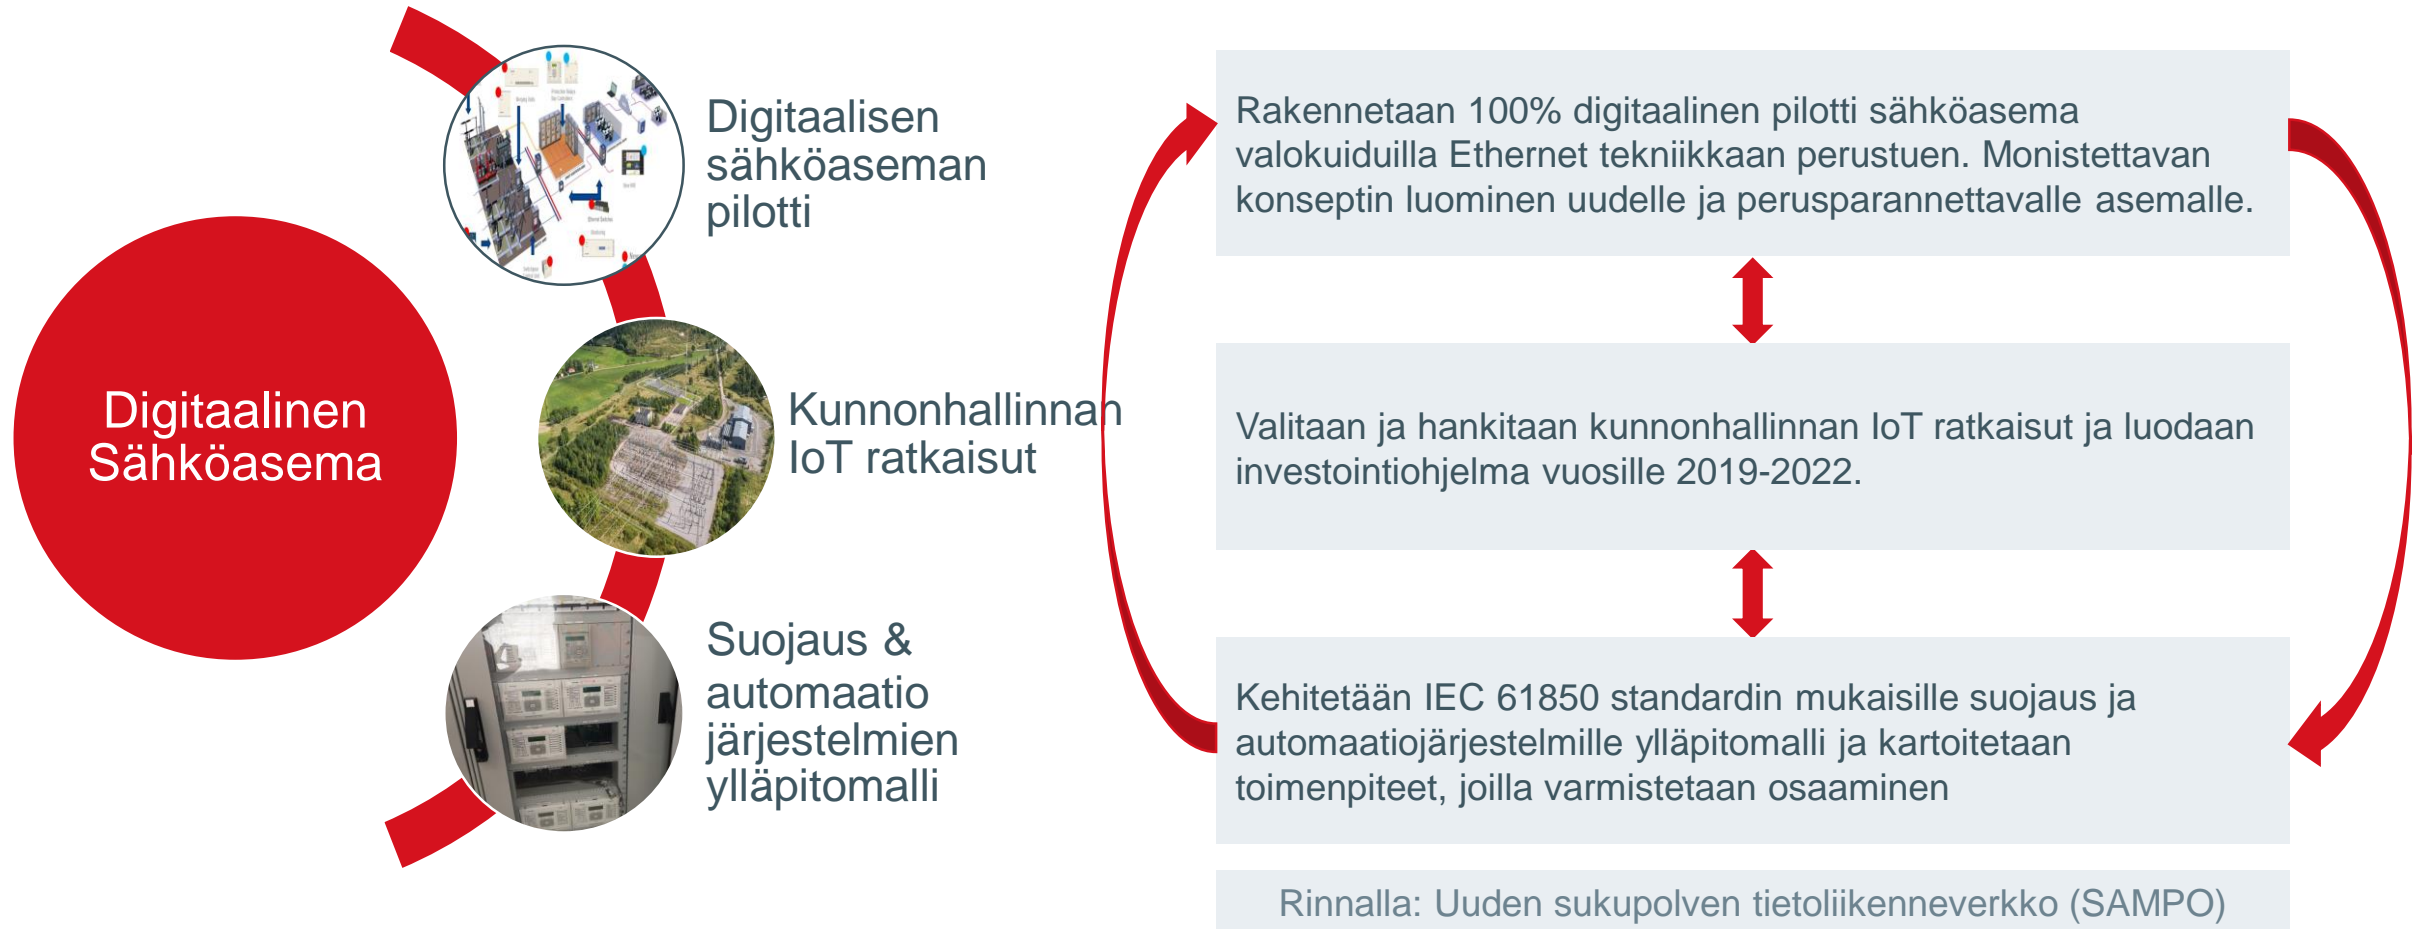 Digitaalinen
Sähköasema
Digitaalisen
sähköaseman
pilotti
Kunnonhallinnan
IoT ratkaisut
Suojaus &
automaatio
järjestelmien
ylläpitomalli
Rakennetaan 100% digitaalinen pilotti sähköasema
valokuiduilla Ethernet tekniikkaan perustuen. Monistettavan
konseptin luominen uudelle ja perusparannettavalle asemalle.
Valitaan ja hankitaan kunnonhallinnan IoT ratkaisut ja luodaan
investointiohjelma vuosille 2019-2022.
Kehitetään IEC 61850 standardin mukaisille suojaus ja
automaatiojärjestelmille ylläpitomalli ja kartoitetaan
toimenpiteet, joilla varmistetaan osaaminen
Rinnalla: Uuden sukupolven tietoliikenneverkko (SAMPO)